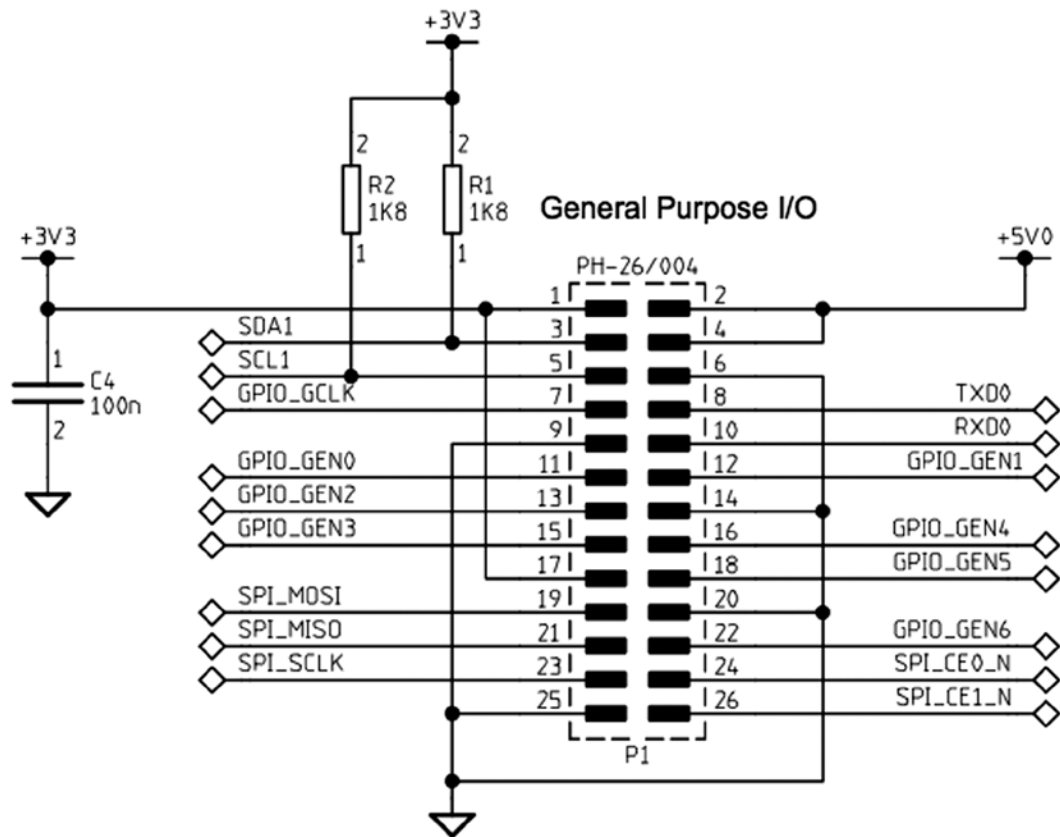 +3V3
2
2
R2
1K8
R1
1K8
General Purpose I/O
+3V3
1
1
+5V0
PH-26/004
1
2
SDA1
3
4
1
SCL1
5
6
C4
100n
GPIO_GCLK
7
8
TXD0
2
9
10
RXD0
GPIO_GEN0
11
12
GPIO_GEN1
GPIO_GEN2
13
14
GPIO_GEN3
15
16
GPIO_GEN4
17
18
GPIO_GEN5
SPI_MOSI
19
20
SPI_MISO
21
22
GPIO_GEN6
SPI_SCLK
23
24
SPI_CE0_N
25
26
SPI_CE1_N
P1